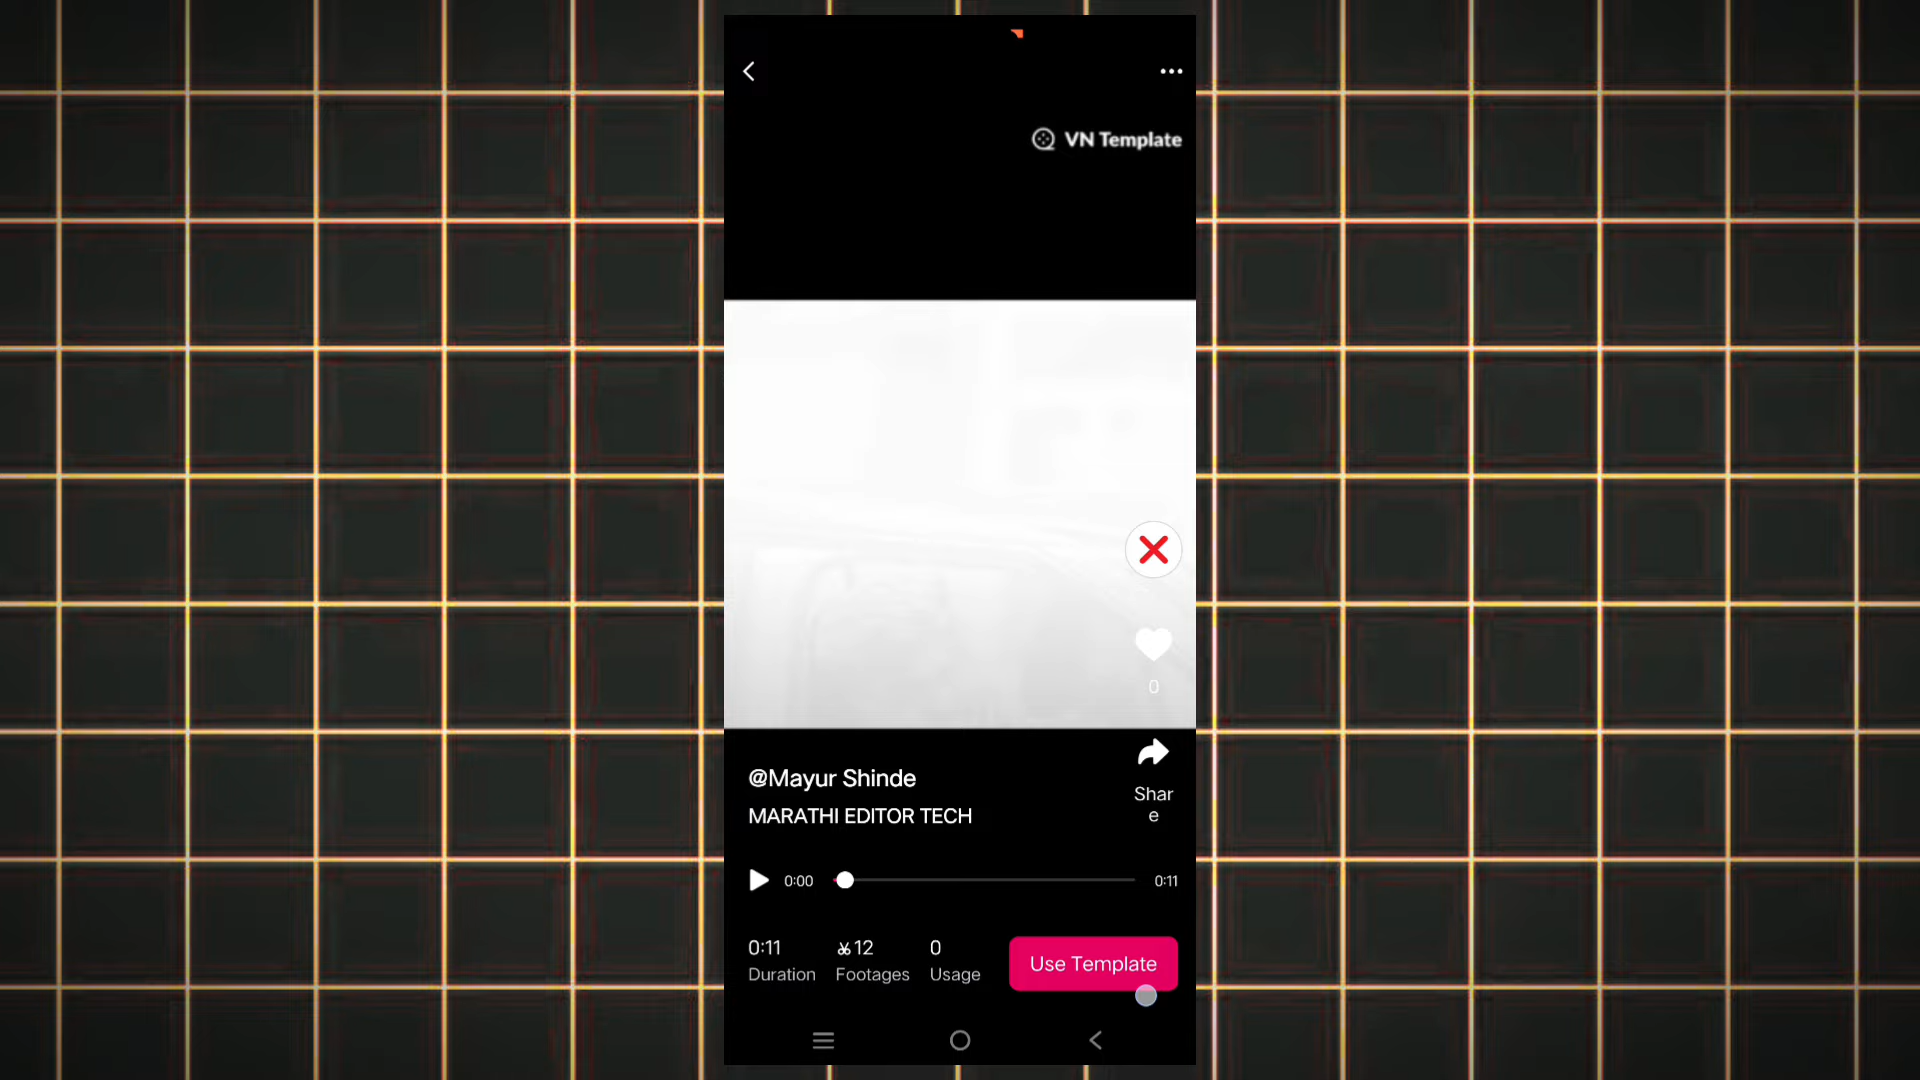 VN Template
0
@Mayur Shinde
MARATHI EDITOR TECH
Shar
e
0:00
0:11
0:11
12
0
Duration
Footages
Usage
Use Template